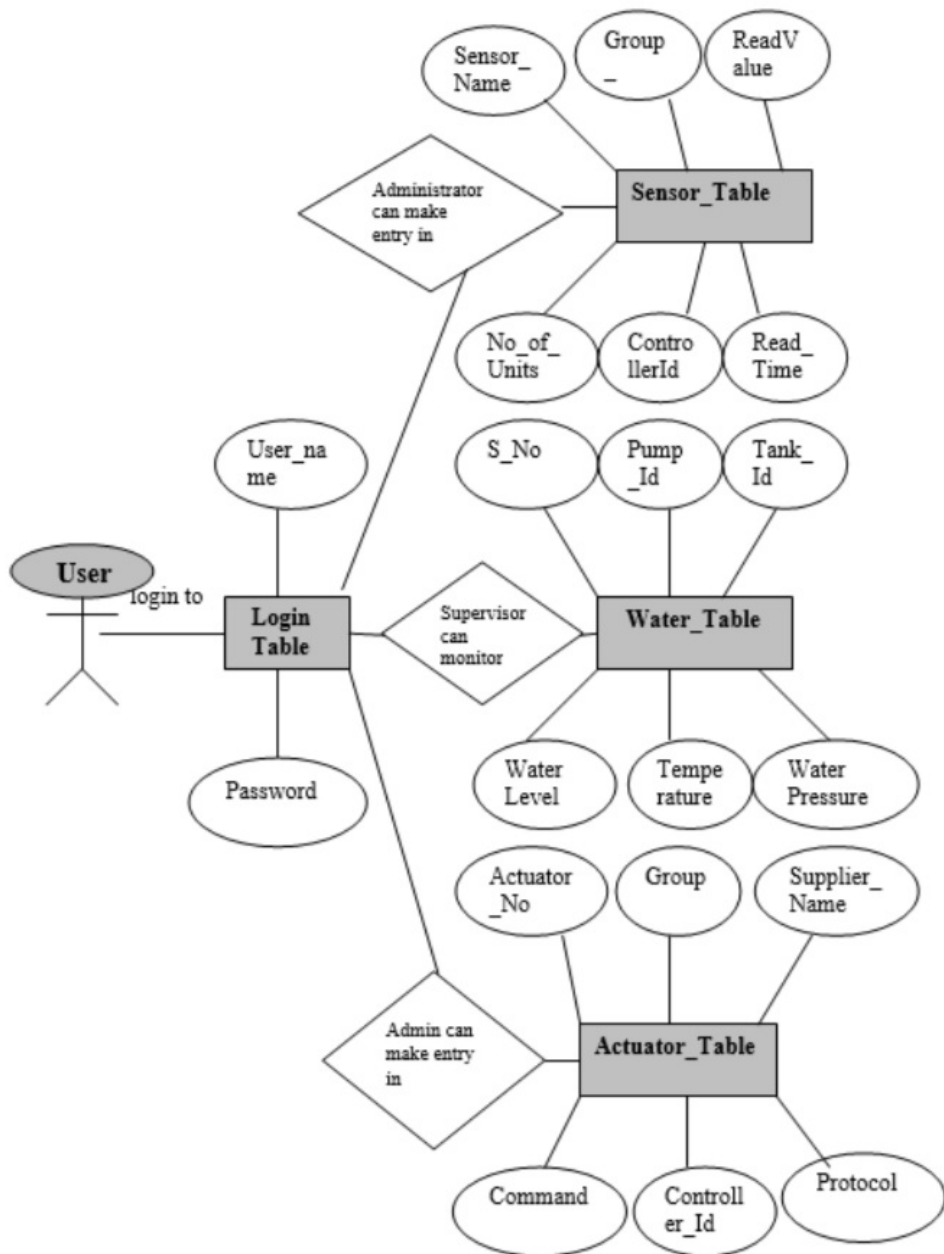 Sensor_
Name
Group
_
ReadV
alue
Administrator
can make
entry in
Sensor_Table
No_of_
Units
Contro
llerId
Read_
Time
User_na
me
S_No
Pump
_Id
Tank_
Id
User
login to
Login
Table
Supervisor
can
monitor
Water_Table
Password
Water
Level
Tempe
rature
Water
Pressure
Actuator
_No
Group
Supplier_
Name
Admin can
make entry
in
Actuator_Table
Command
Controll
er_Id
Protocol